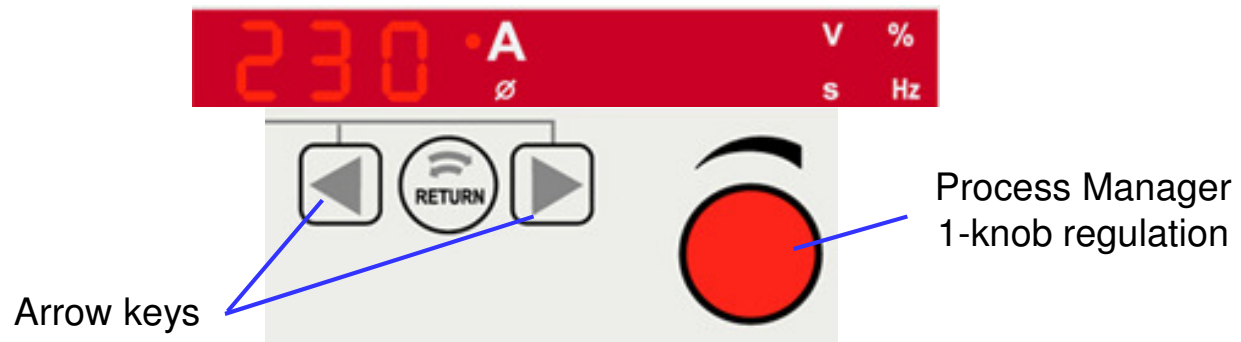 230 A V %
Ø s Hz
RETURN
Process Manager
1-knob regulation
Arrow keys